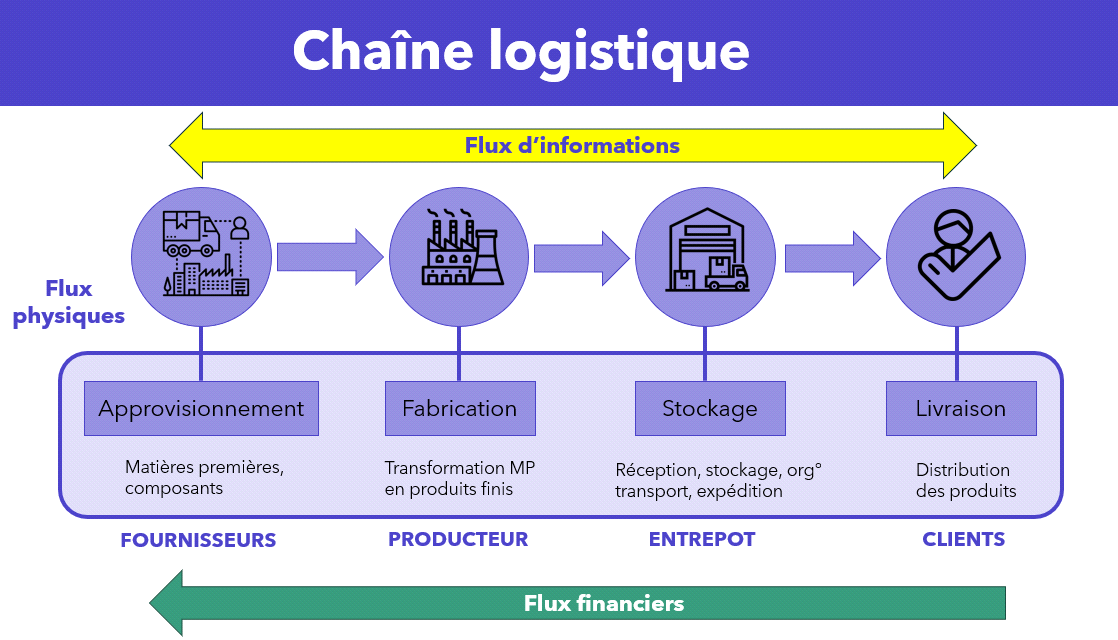 Chaîne logistique
Flux d’informations
Flux
physiques
Approvisionnement
Fabrication
Stockage
Livraison
Matières premières,
composants
Transformation MP
en produits finis
Réception, stockage, org°
transport, expédition
Distribution
des produits
FOURNISSEURS
PRODUCTEUR
ENTREPOT
CLIENTS
Flux financiers